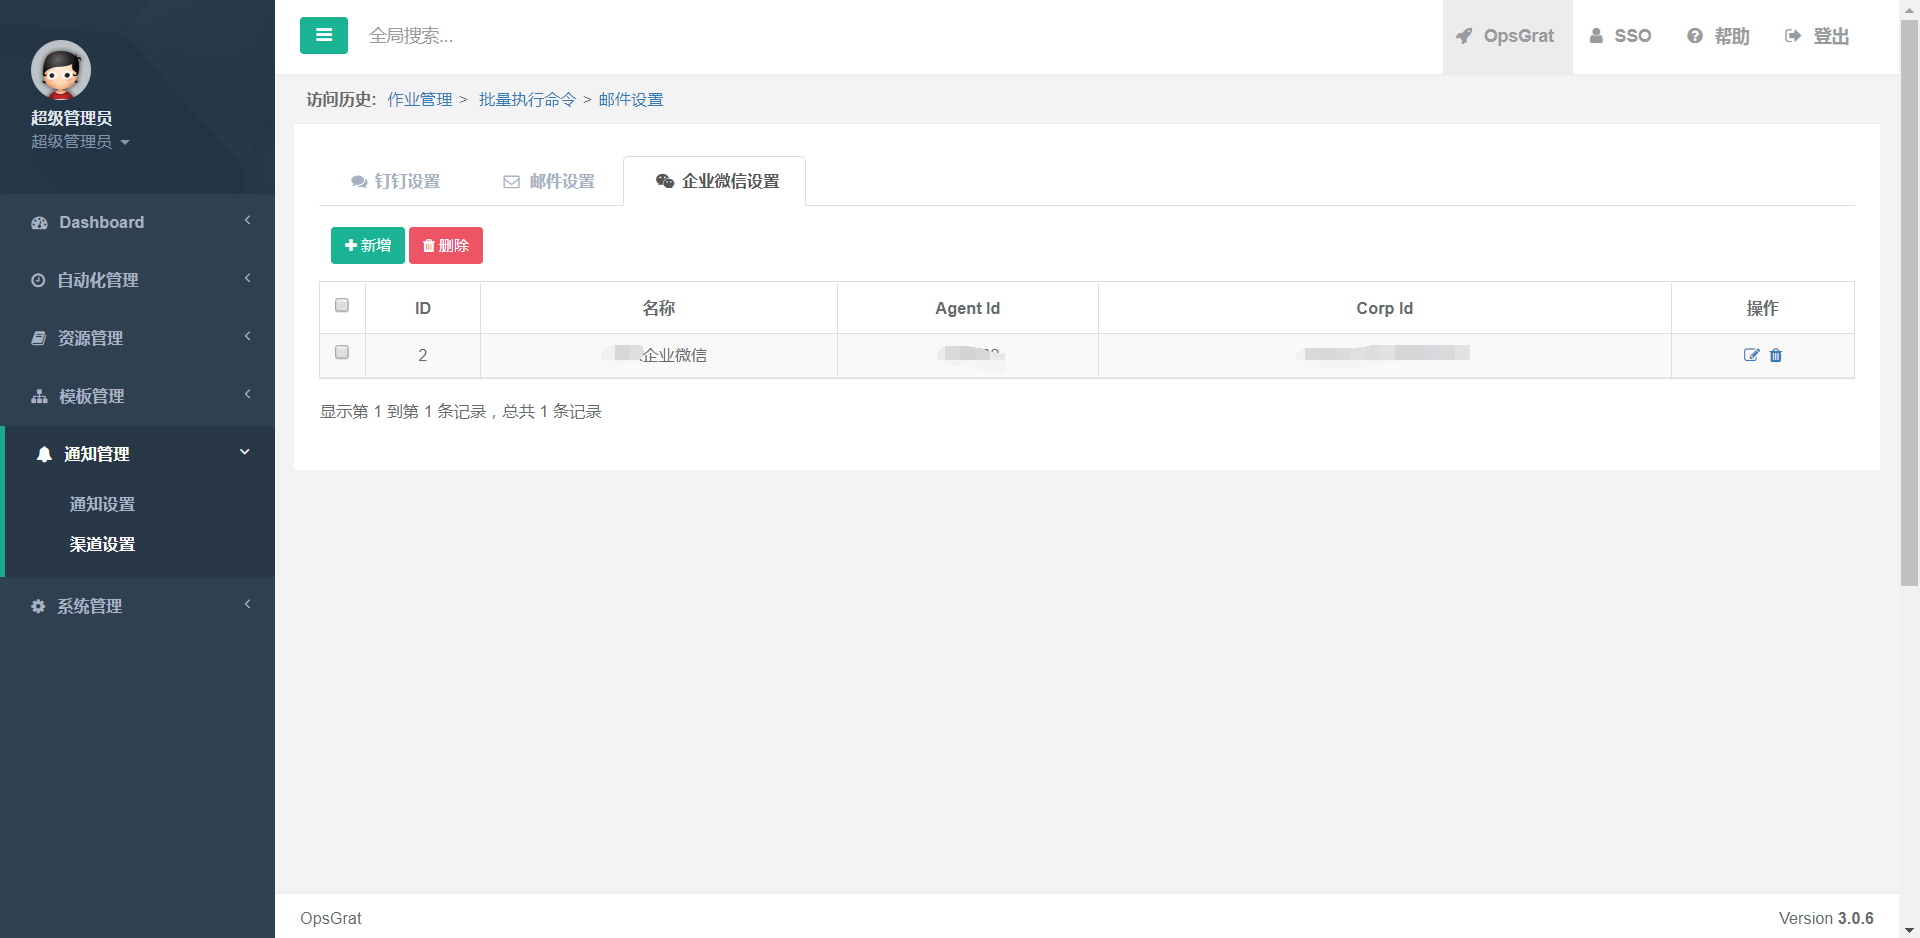 超级管理员
超级管理员
Dashboard
自动化管理
资源管理
模板管理
通知管理
通知设置
渠道设置
系统管理
全局搜索...
OpsGrat
SSO
帮助
登出
访问历史: 作业管理 > 批量执行命令 > 邮件设置
钉钉设置
邮件设置
企业微信设置
新增 删除
ID 名称 Agent Id Corp Id 操作
2 企业微信
显示第 1 到第 1 条记录，总共 1 条记录
OpsGrat
Version 3.0.6